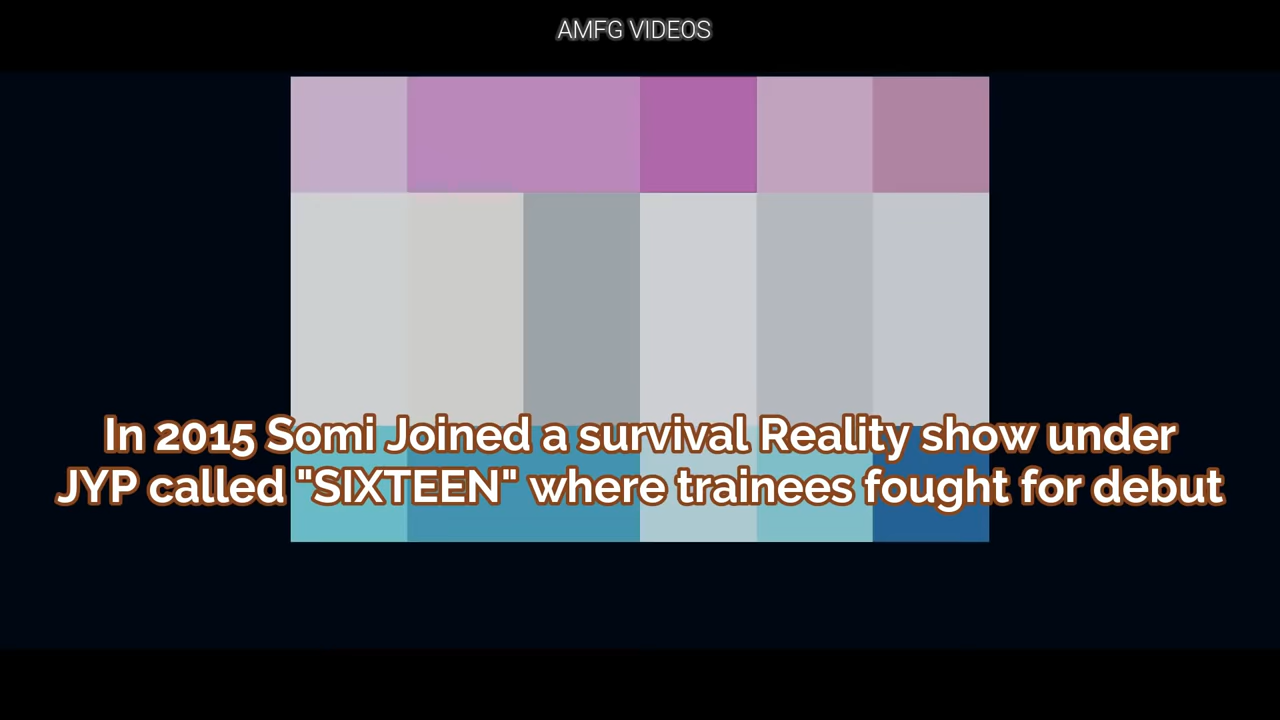 AMFG VIDEOS
In 2015 Somi Joined a survival Reality show under
JYP called "SIXTEEN" where trainees fought for debut